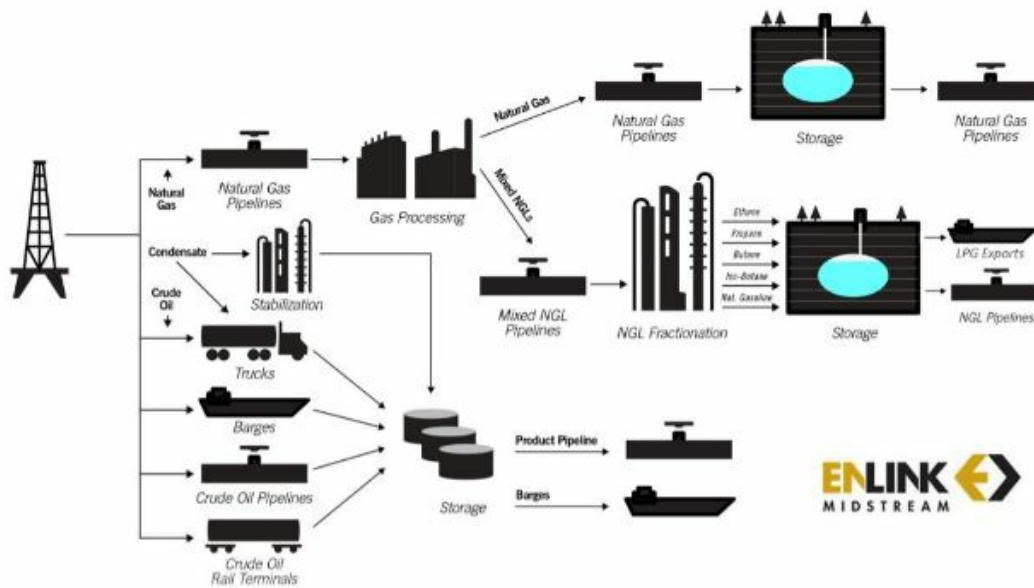 Natural Gas
Natural Gas
Pipelines
Storage
Natural Gas
Pipelines
Natural
Gas
Natural Gas
Pipelines
Gas Processing
Mixed NGLs
Condensate
Stabilization
Crude
Oil
Mixed NGL
Pipelines
NGL Fractionation
Ethane
Propane
Butane
Iso-Butane
Nat. Gasoline
Storage
LPG Exports
NGL Pipelines
Trucks
Barges
Crude Oil Pipelines
Crude Oil
Rail Terminals
Storage
Product Pipeline
Barges
ENLINK
MIDSTREAM